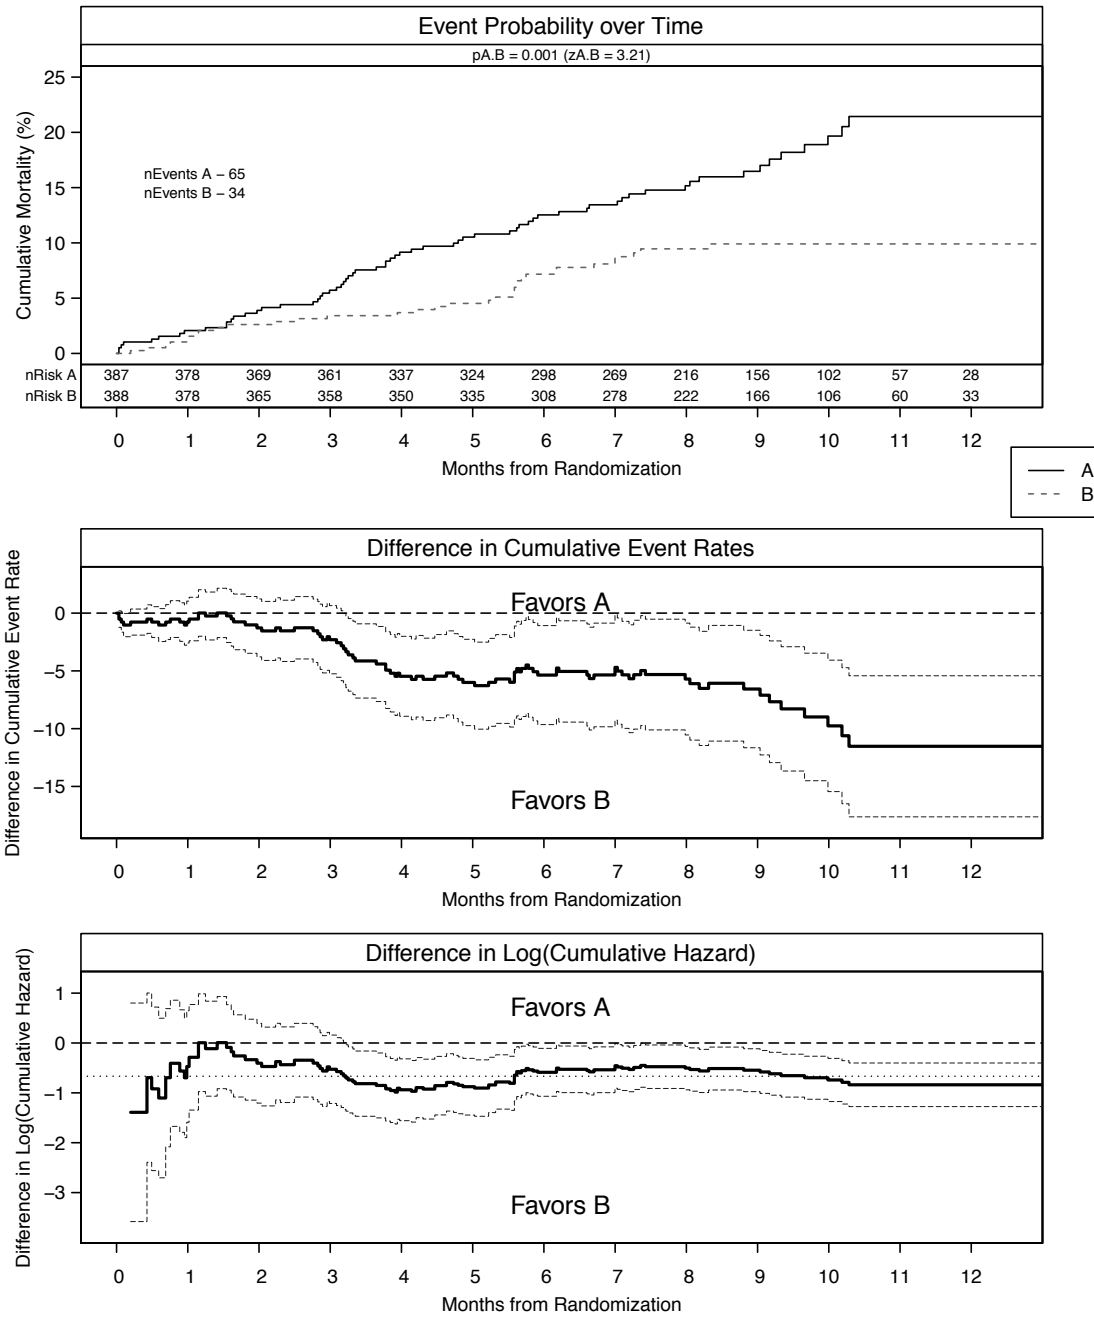 Event Probability over Time
pA.B = 0.001 (zA.B = 3.21)
Cumulative Mortality (%)
25
20
15
10
5
0
nEvents A − 65
nEvents B − 34
nRisk A 387 378 369 361 337 324 298 269 216 156 102 57 28
nRisk B 388 378 365 358 350 335 308 278 222 166 106 60 33
0 1 2 3 4 5 6 7 8 9 10 11 12
Months from Randomization
A
B
Difference in Cumulative Event Rates
Difference in Cumulative Event Rate
0
−5
−10
−15
Favors A
Favors B
0 1 2 3 4 5 6 7 8 9 10 11 12
Months from Randomization
Difference in Log(Cumulative Hazard)
Difference in Log(Cumulative Hazard)
1
0
−1
−2
−3
Favors A
Favors B
0 1 2 3 4 5 6 7 8 9 10 11 12
Months from Randomization